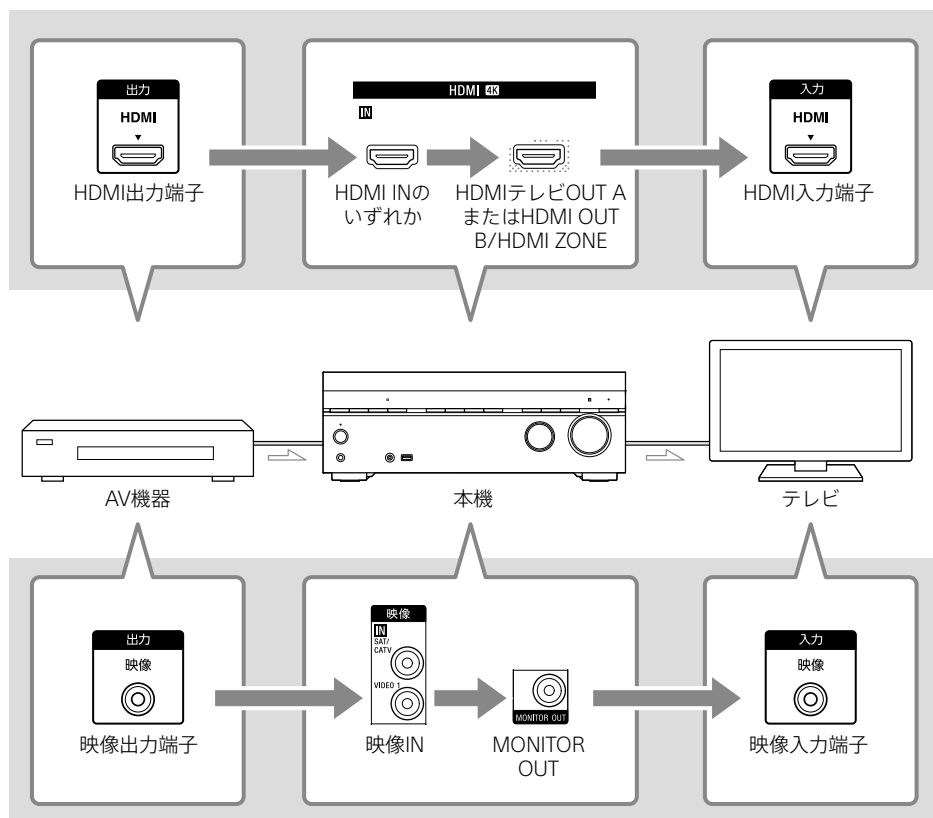 出力
HDMI
HDMI出力端子
HDMI 4K
IN
HDMI INの
いずれか
HDMIテレビOUT A
またはHDMI OUT
B/HDMI ZONE
入力
HDMI
HDMI入力端子
AV機器
本機
テレビ
出力
映像
映像出力端子
映像
IN
SAT/
CATV
VIDEO 1
映像IN
MONITOR OUT
MONITOR
OUT
入力
映像
映像入力端子